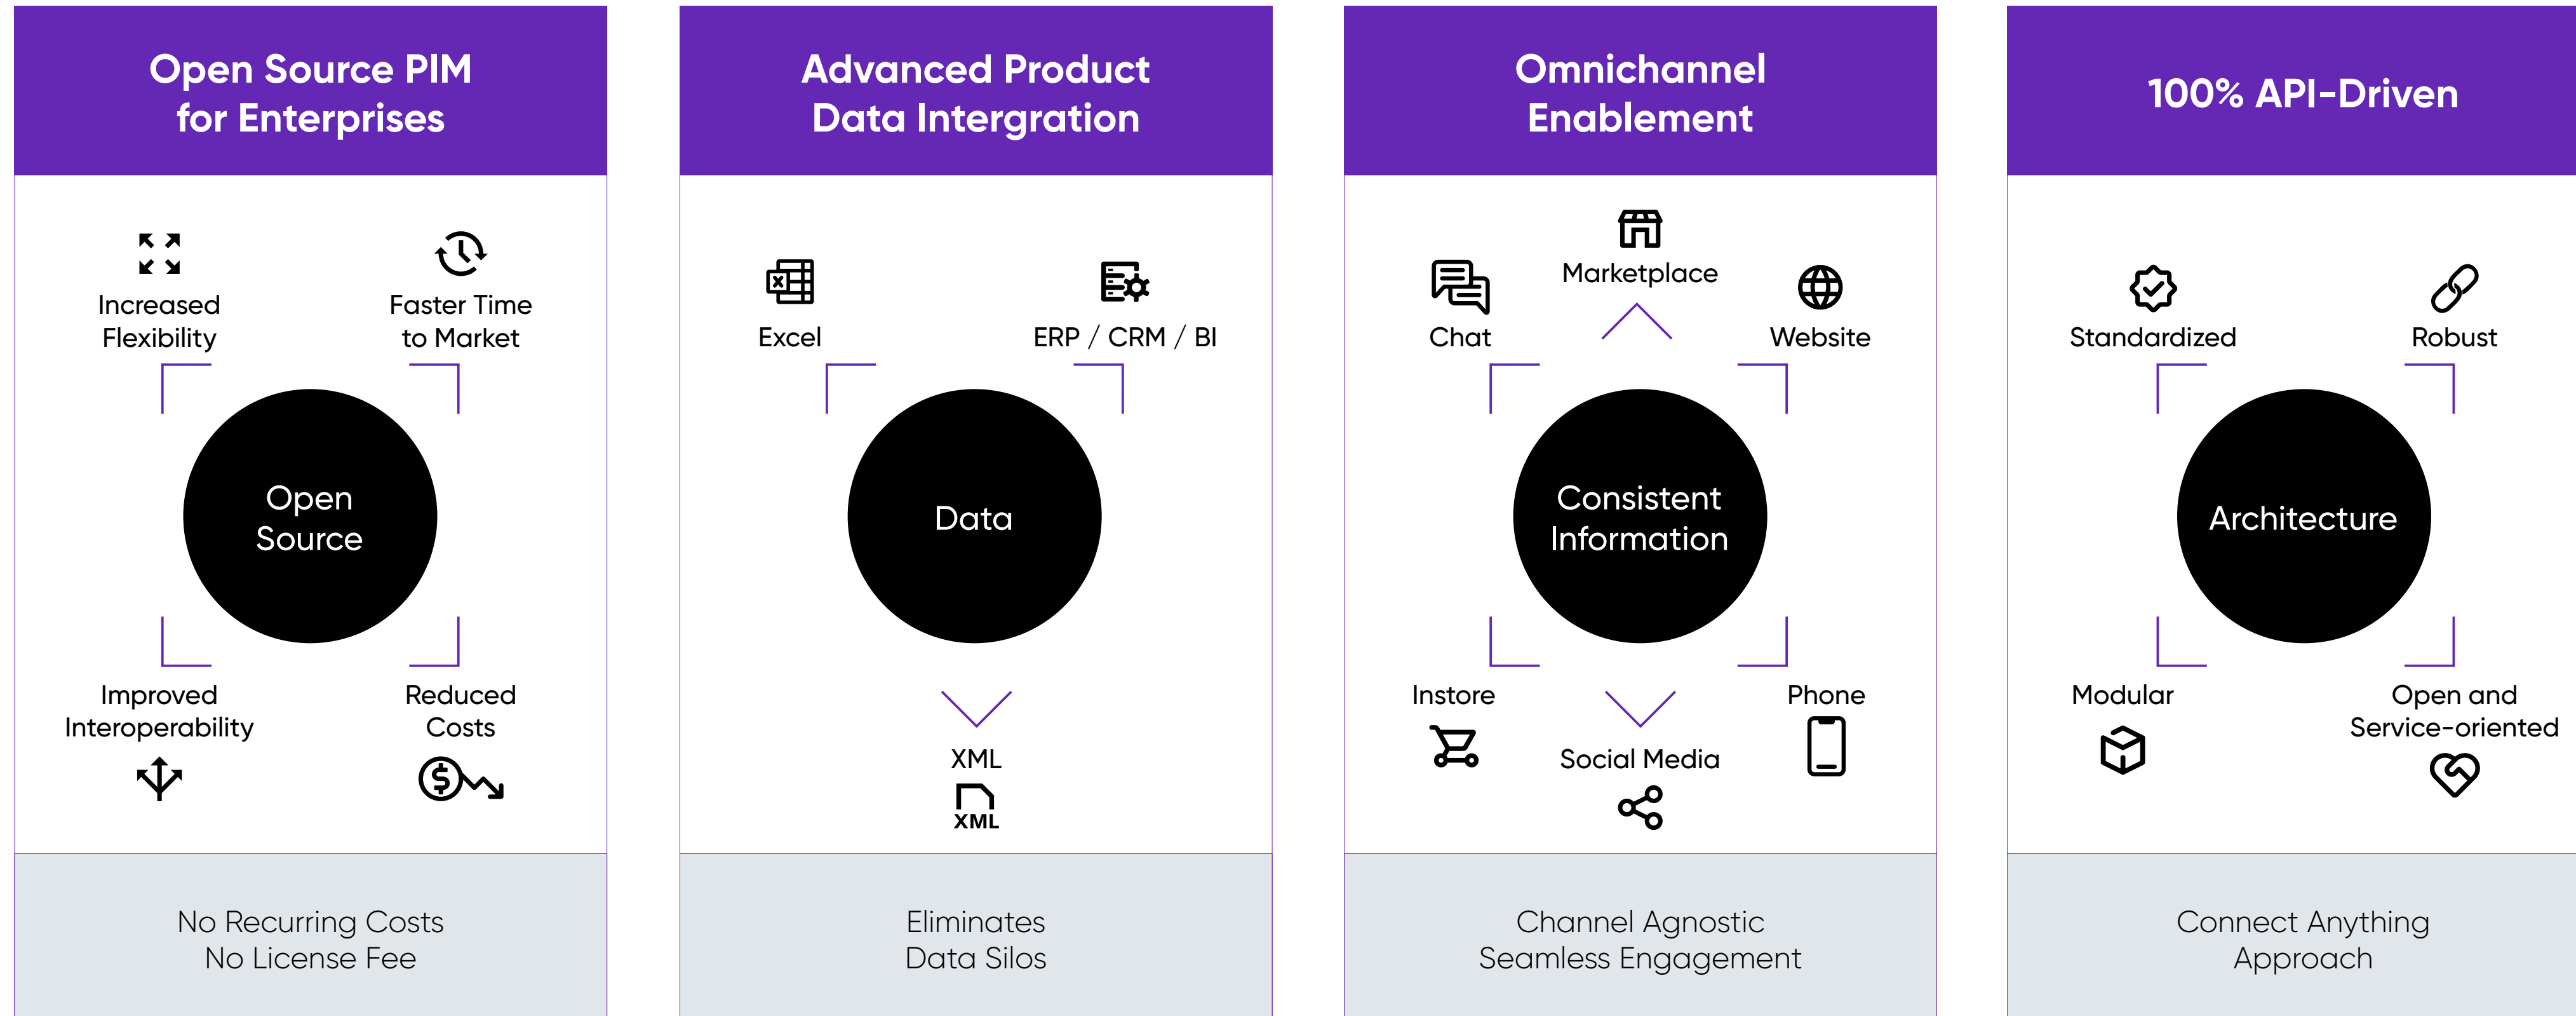 Open Source PIM
for Enterprises
Increased
Flexibility
Faster Time
to Market
Open
Source
Improved
Interoperability
Reduced
Costs
$
No Recurring Costs
No License Fee
Advanced Product
Data Intergration
X
Excel
ERP / CRM / BI
Data
XML
XML
Eliminates
Data Silos
Omnichannel
Enablement
Marketplace
Chat
Website
Consistent
Information
Instore
Phone
Social Media
Channel Agnostic
Seamless Engagement
100% API-Driven
Standardized
Robust
Architecture
Modular
Open and
Service-oriented
Connect Anything
Approach